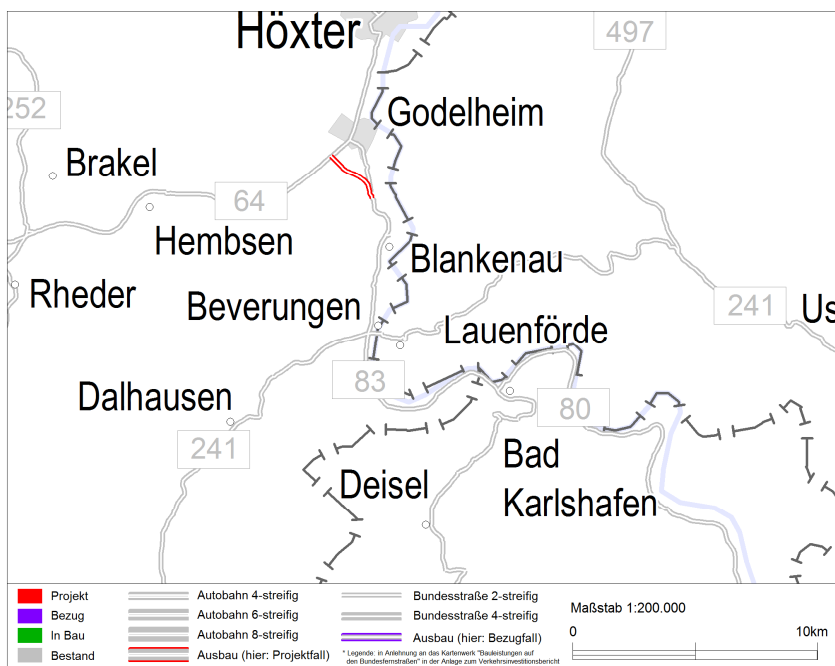 Höxter
497
252
Godelheim
Brakel
64
Hembsen
Blankenau
Rheder
Beverungen
241
Us
Lauenförde
83
Dalhausen
80
241
Bad
Karlshafen
Deisel
Projekt
Bezug
In Bau
Bestand
Autobahn 4-streifig
Autobahn 6-streifig
Autobahn 8-streifig
Ausbau (hier: Projektfall)
Bundesstraße 2-streifig
Bundesstraße 4-streifig
Ausbau (hier: Bezugfall)
* Legende: in Anlehnung an das Kartenwerk "Bauleistungen auf
den Bundesfernstraßen" in der Anlage zum Verkehrsinvestitionsbericht
Maßstab 1:200.000
0 10km